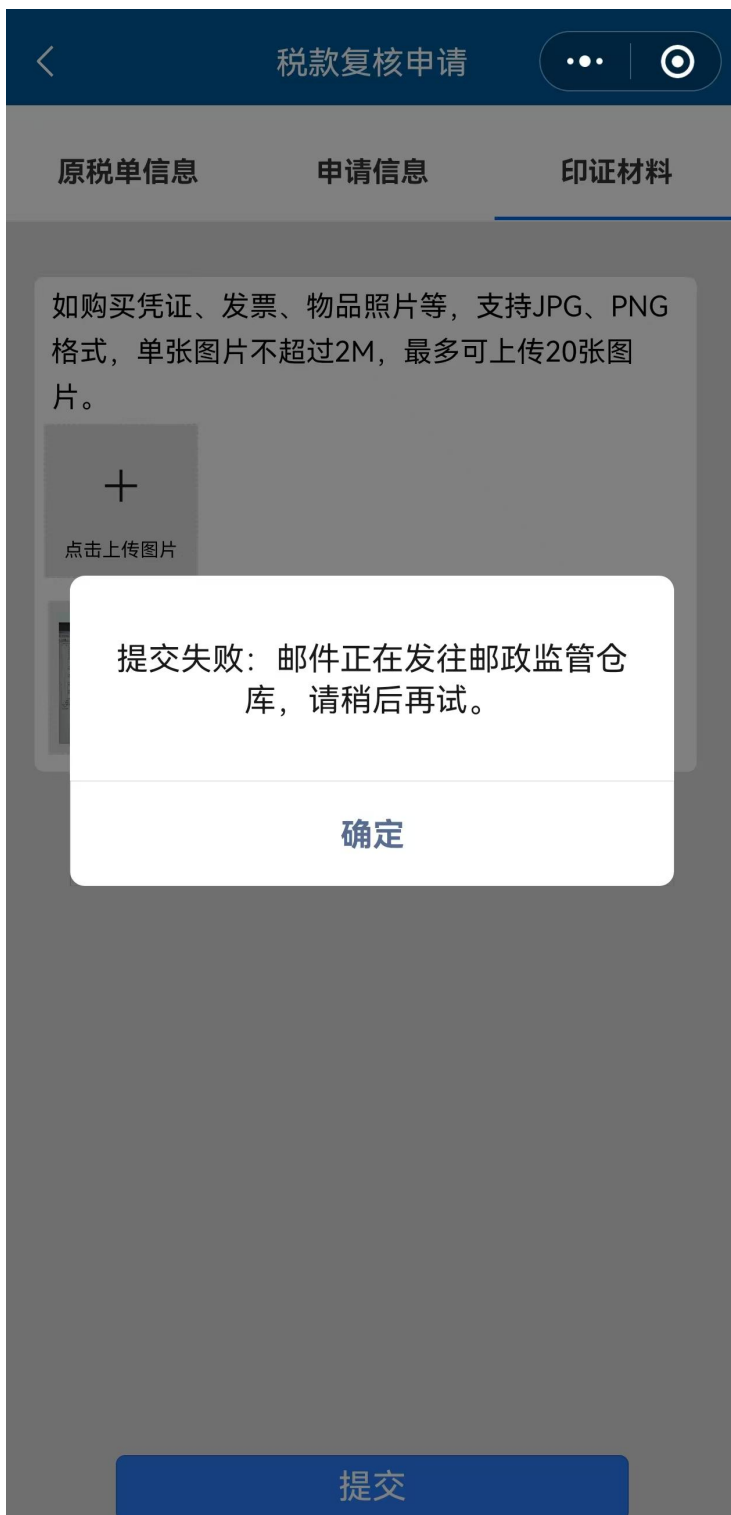 税款复核申请
原税单信息 申请信息 印证材料
如购买凭证、发票、物品照片等，支持JPG、PNG
格式，单张图片不超过2M，最多可上传20张图
片。
点击上传图片
提交失败：邮件正在发往邮政监管仓
库，请稍后再试。
确定
提交